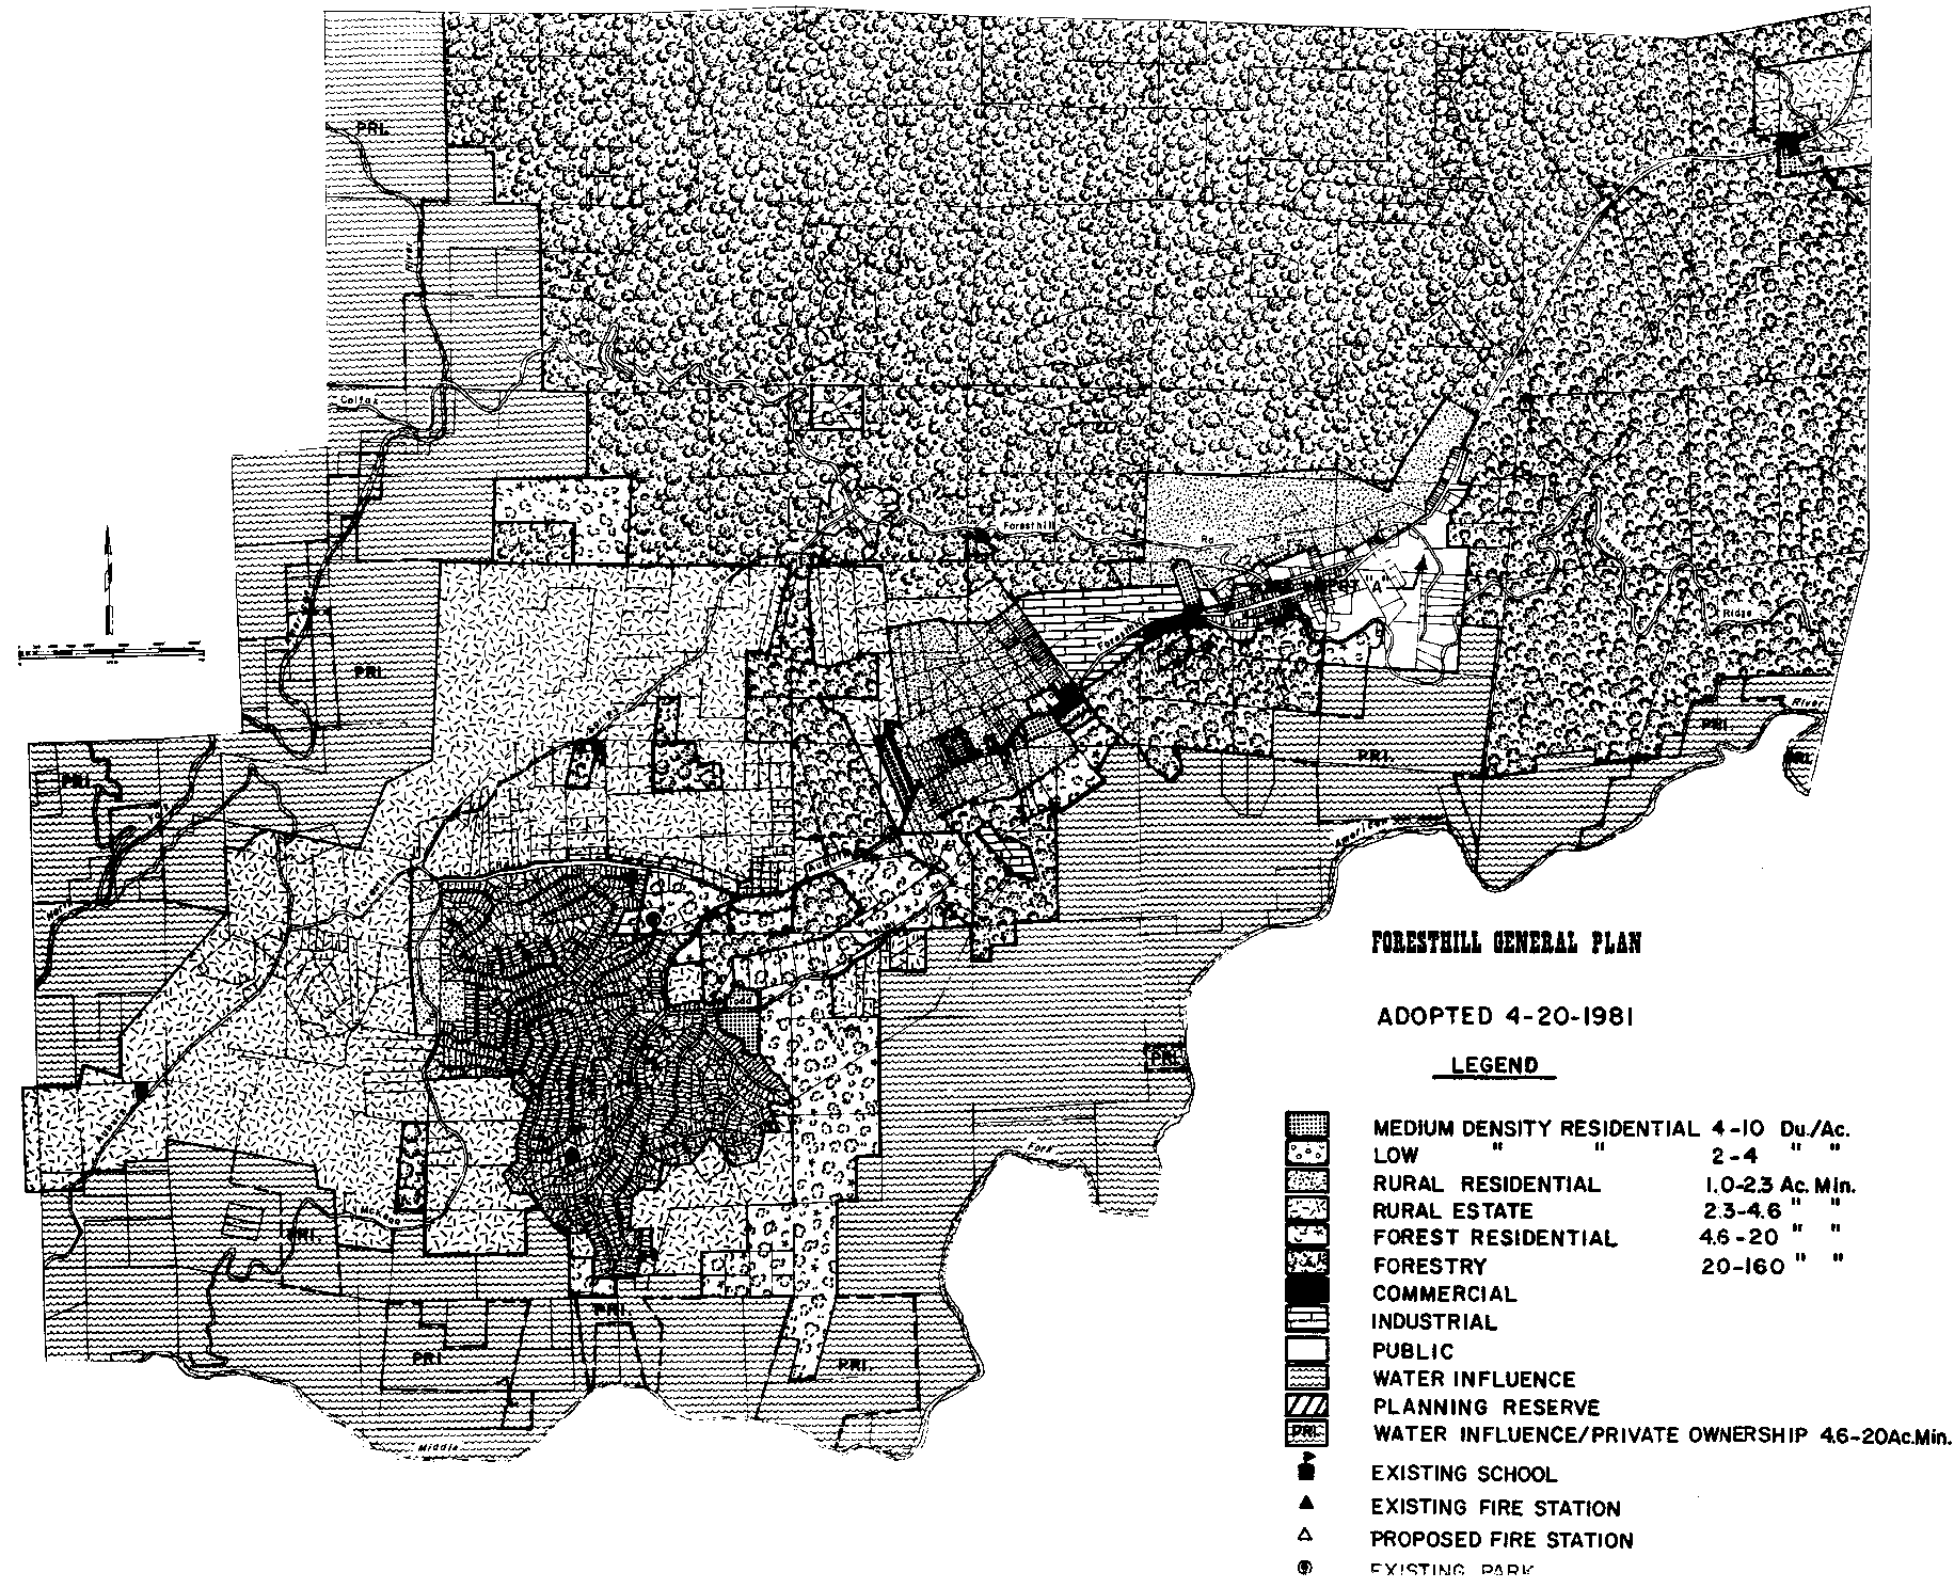 PRI.
River
Colfax
Foresthill
Rd
"A"
Ridge
PRI.
River
PRI.
PRI.
PRI.
PRI.
American
FORESTHILL GENERAL PLAN
ADOPTED 4-20-1981
LEGEND
MEDIUM DENSITY RESIDENTIAL 4-10 Du./Ac.
LOW " " 2-4 " "
RURAL RESIDENTIAL 1.0-2.3 Ac. Min.
RURAL ESTATE 2.3-4.6 " "
FOREST RESIDENTIAL 4.6-20 " "
FORESTRY 20-160 " "
COMMERCIAL
INDUSTRIAL
PUBLIC
WATER INFLUENCE
PLANNING RESERVE
PRI. WATER INFLUENCE/PRIVATE OWNERSHIP 4.6-20Ac.Min.
EXISTING SCHOOL
EXISTING FIRE STATION
PROPOSED FIRE STATION
EXISTING PARK
PRI.
Fork
PRI.
PRI.
PRI.
PRI.
Middle